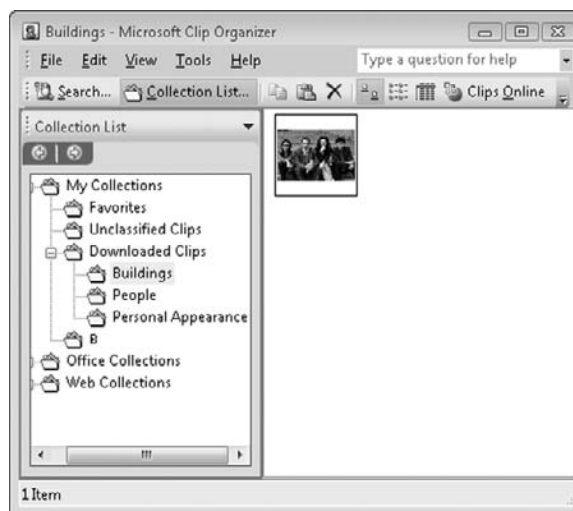 Buildings - Microsoft Clip Organizer
File Edit View Tools Help Type a question for help
Search... Collection List... Clips Online
Collection List
My Collections
Favorites
Unclassified Clips
Downloaded Clips
Buildings
People
Personal Appearance
B
Office Collections
Web Collections
1 Item